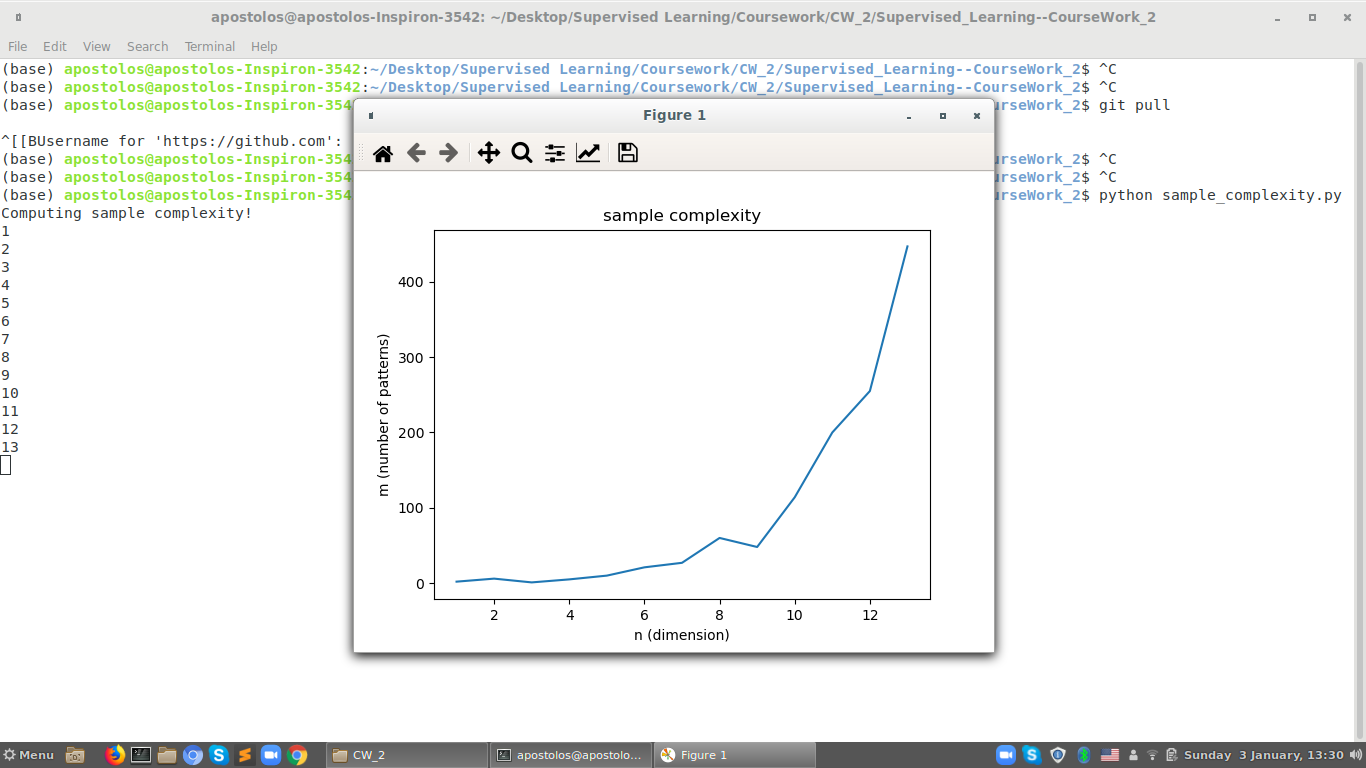 apostolos@apostolos-Inspiron-3542: ~/Desktop/Supervised Learning/Coursework/CW_2/Supervised_Learning--CourseWork_2
File Edit View Search Terminal Help
(base) apostolos@apostolos-Inspiron-3542:~/Desktop/Supervised Learning/Coursework/CW_2/Supervised_Learning--CourseWork_2$ ^C
(base) apostolos@apostolos-Inspiron-3542:~/Desktop/Supervised Learning/Coursework/CW_2/Supervised_Learning--CourseWork_2$ ^C
(base) apostolos@apostolos-Inspiron-354 urseWork_2$ git pull
^[[BUsername for 'https://github.com':
(base) apostolos@apostolos-Inspiron-354 urseWork_2$ ^C
(base) apostolos@apostolos-Inspiron-354 urseWork_2$ ^C
(base) apostolos@apostolos-Inspiron-354 urseWork_2$ python sample_complexity.py
Computing sample complexity!
1
2
3
4
5
6
7
8
9
10
11
12
13
Figure 1
sample complexity
m (number of patterns)
400
300
200
100
0
2 4 6 8 10 12
n (dimension)
Menu
CW_2
apostolos@apostolo...
Figure 1
Sunday 3 January, 13:30